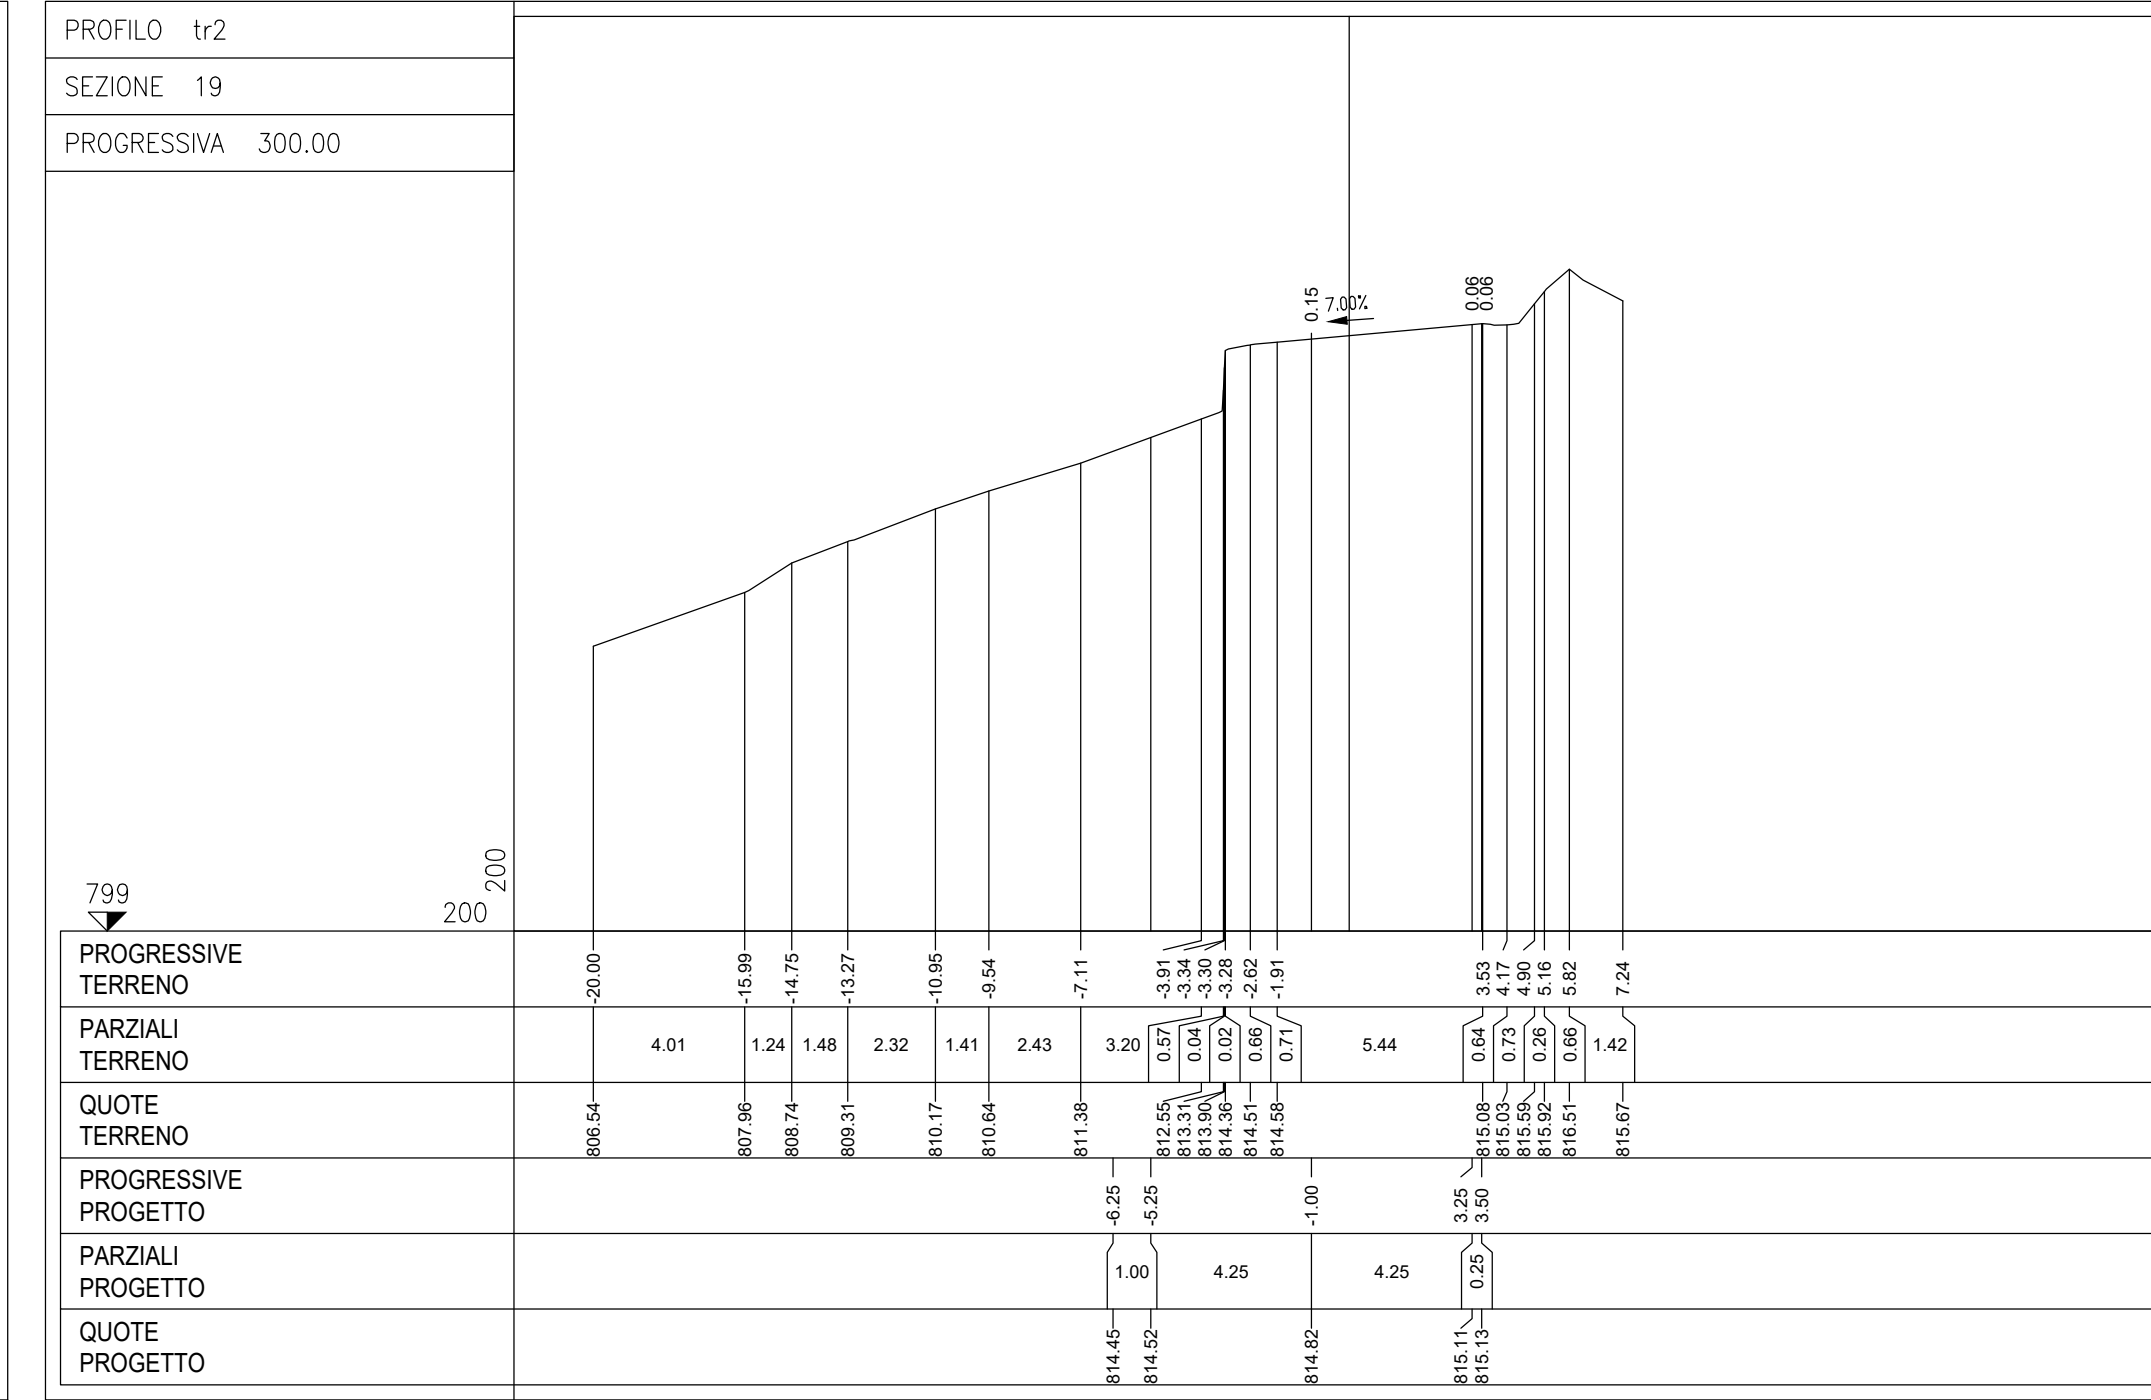 PROFILO tr2
SEZIONE 19
PROGRESSIVA 300.00
0.15
7.00%
0.06
0.06
799
200
200
PROGRESSIVE
TERRENO
-20.00 -15.99 -14.75 -13.27 -10.95 -9.54 -7.11 -3.91 -3.34 -3.30 -3.28 -2.62 -1.91 3.53 4.17 4.90 5.16 5.82 7.24
PARZIALI
TERRENO
4.01 1.24 1.48 2.32 1.41 2.43 3.20 0.57 0.04 0.02 0.66 0.71 5.44 0.64 0.73 0.26 0.66 1.42
QUOTE
TERRENO
806.54 807.96 808.74 809.31 810.17 810.64 811.38 812.55 813.31 813.90 814.36 814.51 814.58 815.08 815.03 815.59 815.92 816.51 815.67
PROGRESSIVE
PROGETTO
-6.25 -5.25 -1.00 3.25 3.50
PARZIALI
PROGETTO
1.00 4.25 4.25 0.25
QUOTE
PROGETTO
814.45 814.52 814.82 815.11 815.13